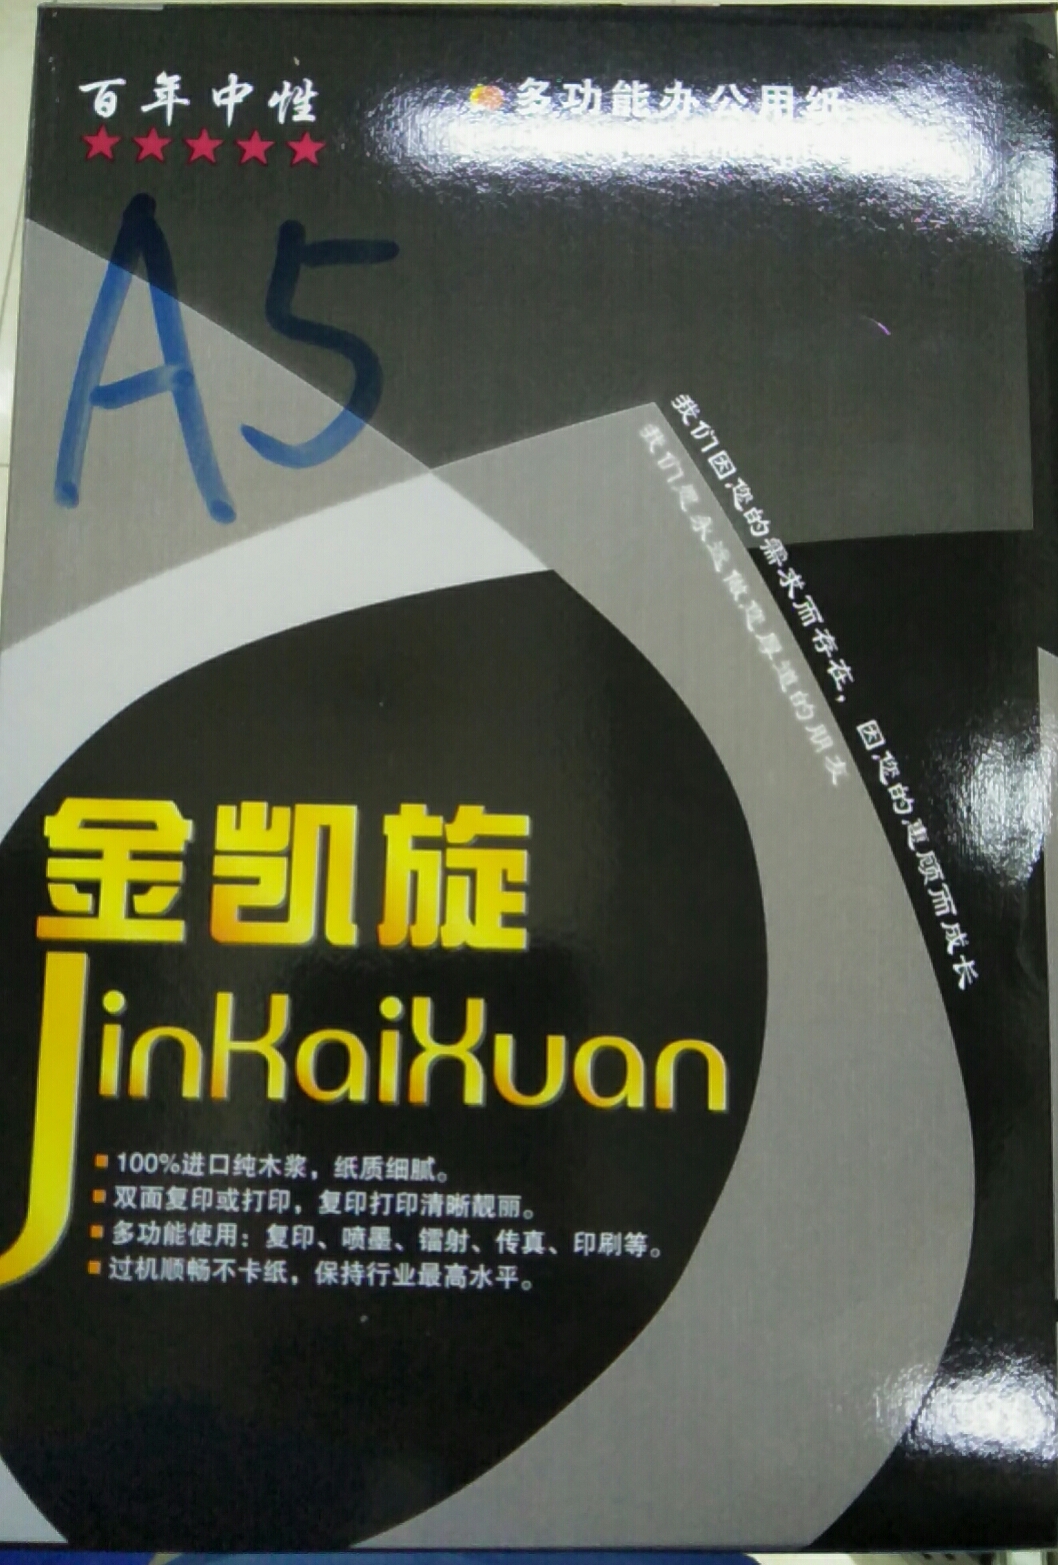 百年中性
多功能办公用纸
A5
我们因您的需求而存在，因您的惠顾而成长
我们是永远做您厚道的朋友
金凯旋
JinKaiXuan
100%进口纯木浆，纸质细腻。
双面复印或打印，复印打印清晰靓丽。
多功能使用：复印、喷墨、镭射、传真、印刷等。
过机顺畅不卡纸，保持行业最高水平。